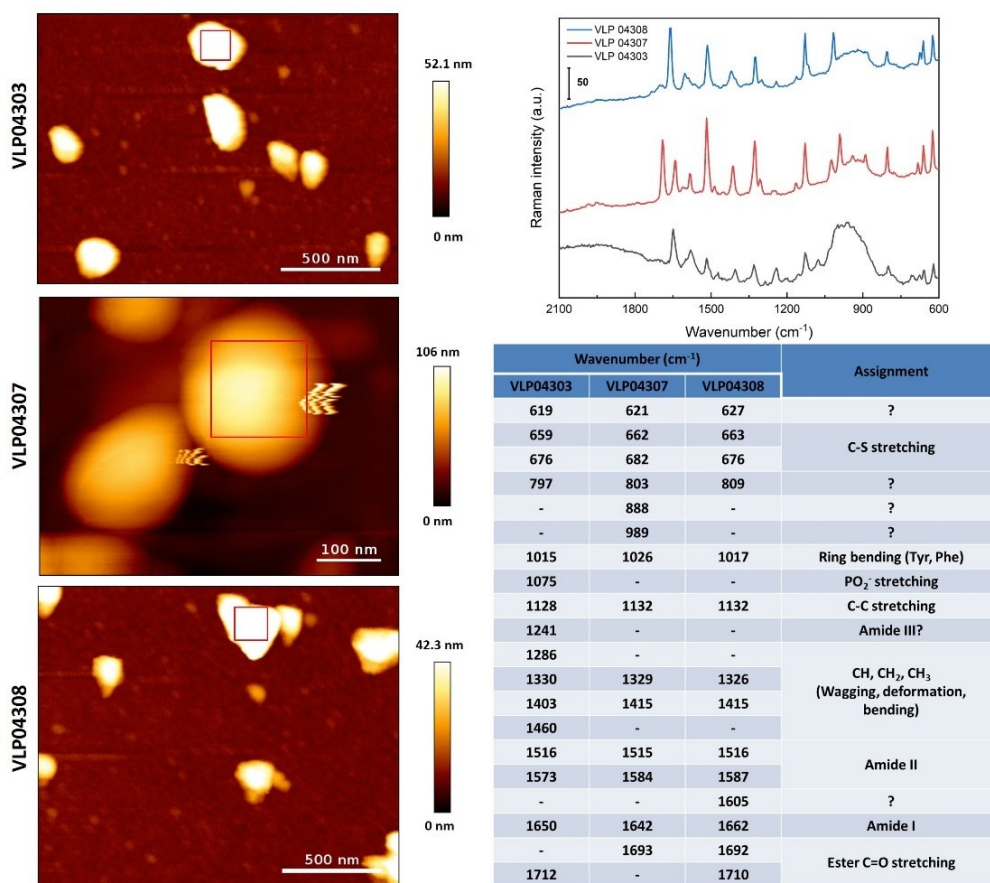 VLP04303
52.1 nm
0 nm
500 nm
VLP04307
106 nm
0 nm
100 nm
VLP04308
42.3 nm
0 nm
500 nm
VLP 04308
VLP 04307
VLP 04303
50
Raman intensity (a.u.)
2100 1800 1500 1200 900 600
Wavenumber (cm⁻¹)
Wavenumber (cm⁻¹) Assignment
VLP04303 VLP04307 VLP04308
619 621 627 ?
659 662 663 C-S stretching
676 682 676
797 803 809 ?
- 888 - ?
- 989 - ?
1015 1026 1017 Ring bending (Tyr, Phe)
1075 - - PO₂⁻ stretching
1128 1132 1132 C-C stretching
1241 - - Amide III?
1286 - - CH, CH₂, CH₃
1330 1329 1326 (Wagging, deformation,
1403 1415 1415 bending)
1460 - -
1516 1515 1516 Amide II
1573 1584 1587
- - 1605 ?
1650 1642 1662 Amide I
- 1693 1692 Ester C=O stretching
1712 - 1710